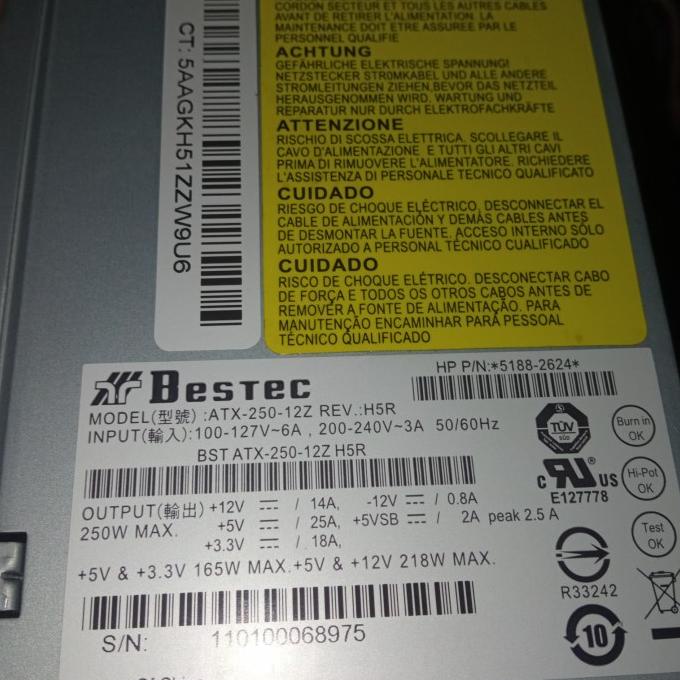 CORDON SECTEUR ET TOUS LES AUTRES CABLES
AVANT DE RETIRER L'ALIMENTATION. LA
MAINTENANCE DOIT ETRE ASSUREE PAR LE
PERSONNEL QUALIFIE
ACHTUNG
GEFÄHRLICHE ELEKTRISCHE SPANNUNG!
NETZSTECKER STROMKABEL UND ALLE ANDERE
STROMLEITUNGEN ZIEHEN,BEVOR DAS NETZTEIL
HERAUSGENOMMEN WIRD. WARTUNG UND
REPARATUR NUR DURCH ELEKTROFACHKRÄFTE
ATTENZIONE
RISCHIO DI SCOSSA ELETTRICA. SCOLLEGARE IL
CAVO D'ALIMENTAZIONE E TUTTI GLI ALTRI CAVI
PRIMA DI RIMUOVERE L'ALIMENTATORE. RICHIEDERE
L'ASSISTENZA DI PERSONALE TECNICO QUALIFICATO
CUIDADO
RIESGO DE CHOQUE ELÉCTRICO. DESCONECTAR EL
CABLE DE ALIMENTACIÓN Y DEMÁS CABLES ANTES
DE DESMONTAR LA FUENTE. ACCESO INTERNO SÓLO
AUTORIZADO A PERSONAL TÉCNICO CUALIFICADO
CUIDADO
RISCO DE CHOQUE ELÉTRICO. DESCONECTAR CABO
DE FORÇA E TODOS OS OUTROS CABOS ANTES DE
REMOVER A FONTE DE ALIMENTAÇÃO. PARA
MANUTENÇÃO ENCAMINHAR PARA PESSOAL
TÉCNICO QUALIFICADO
CT: 5AAGKH51ZZW9U6
BESTEC
HP P/N:*5188-2624*
MODEL(型號):ATX-250-12Z REV.:H5R
INPUT(輸入):100-127V~6A , 200-240V~3A 50/60Hz
BST ATX-250-12Z H5R
OUTPUT(輸出) +12V / 14A, -12V / 0.8A
250W MAX. +5V / 25A, +5VSB / 2A peak 2.5 A
+3.3V / 18A,
+5V & +3.3V 165W MAX.+5V & +12V 218W MAX.
S/N: 110100068975
TÜV
SÜD
Burn in
OK
c RU US
E127778
Hi-Pot
OK
Test
OK
R33242
10